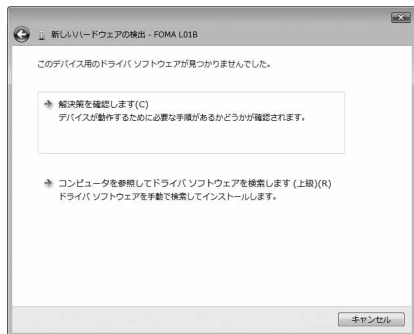 新しいハードウェアの検出 - FOMA L01B
このデバイス用のドライバ ソフトウェアが見つかりませんでした。
解決策を確認します(C)
デバイスが動作するために必要な手順があるかどうかが確認されます。
コンピュータを参照してドライバ ソフトウェアを検索します (上級)(R)
ドライバ ソフトウェアを手動で検索してインストールします。
キャンセル